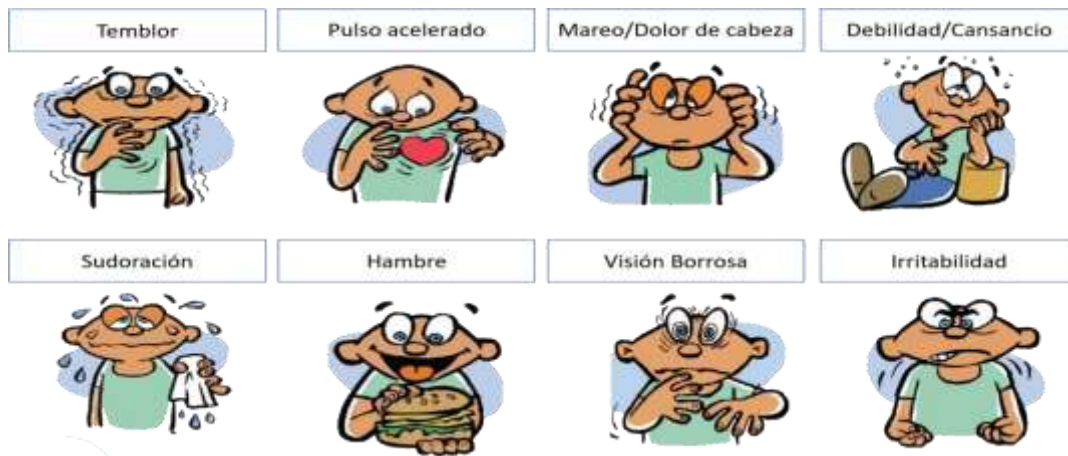 Temblor
Pulso acelerado
Mareo/Dolor de cabeza
Debilidad/Cansancio
Sudoración
Hambre
Visión Borrosa
Irritabilidad